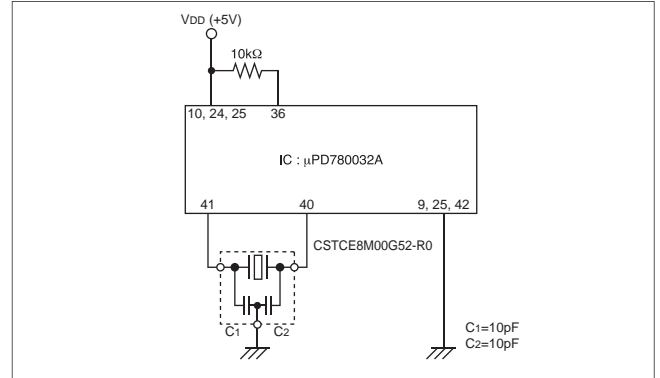 VDD (+5V)
10kΩ
10, 24, 25
36
IC : μPD780032A
41
40
9, 25, 42
CSTCE8M00G52-R0
C1
C2
C1=10pF
C2=10pF